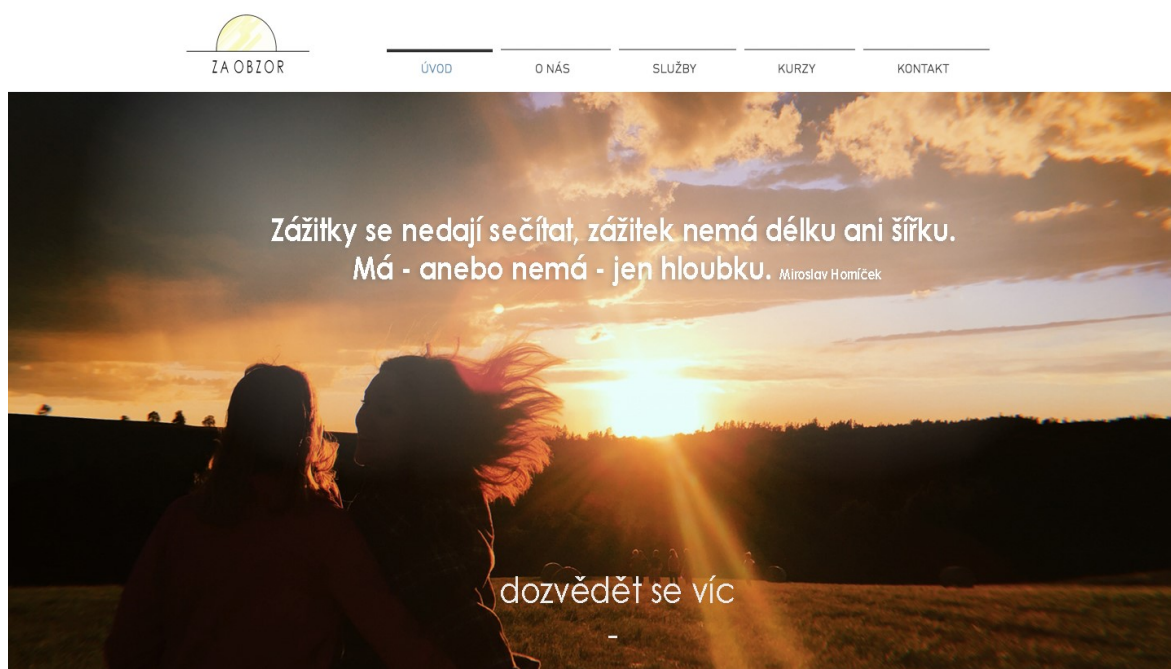 ZA OBZOR
ÚVOD
O NÁS
SLUŽBY
KURZY
KONTAKT
Zážitky se nedají sečítat, zážitek nemá délku ani šířku.
Má - anebo nemá - jen hloubku. Miroslav Horníček
dozvědět se víc
-